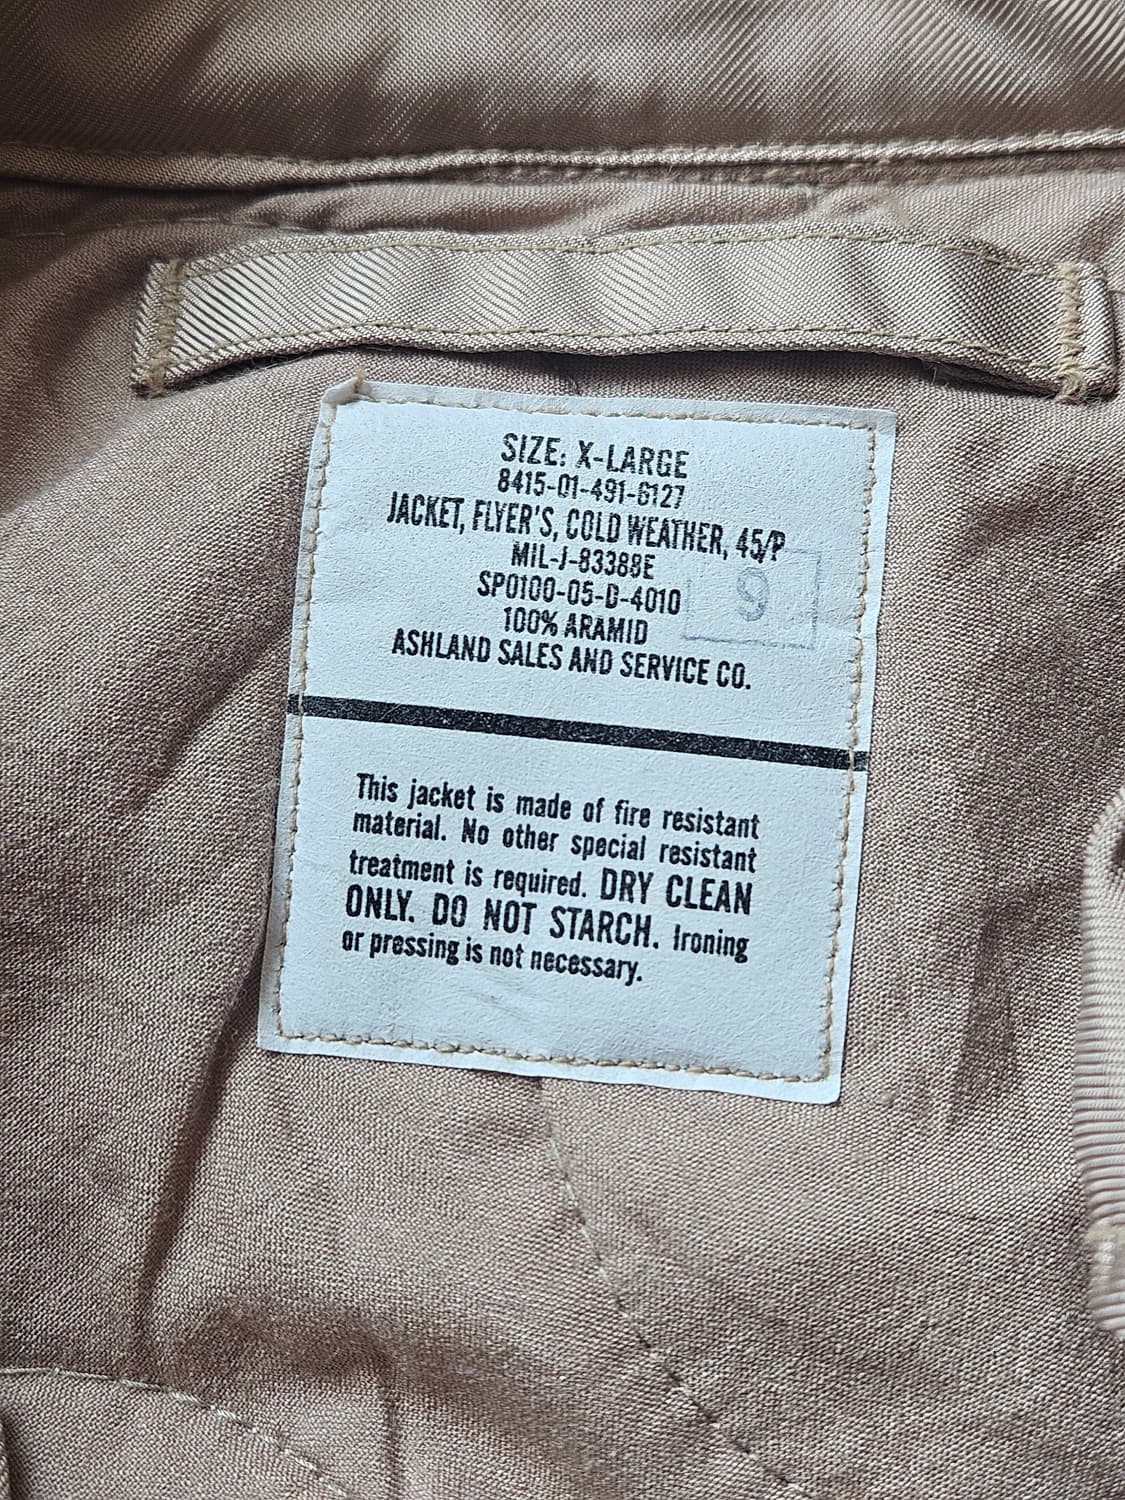 SIZE: X-LARGE
8415-01-491-6127
JACKET, FLYER'S, COLD WEATHER, 45/P
MIL-J-83388E
SP0100-05-D-4010
9
100% ARAMID
ASHLAND SALES AND SERVICE CO.
This jacket is made of fire resistant
material. No other special resistant
treatment is required. DRY CLEAN
ONLY. DO NOT STARCH. Ironing
or pressing is not necessary.